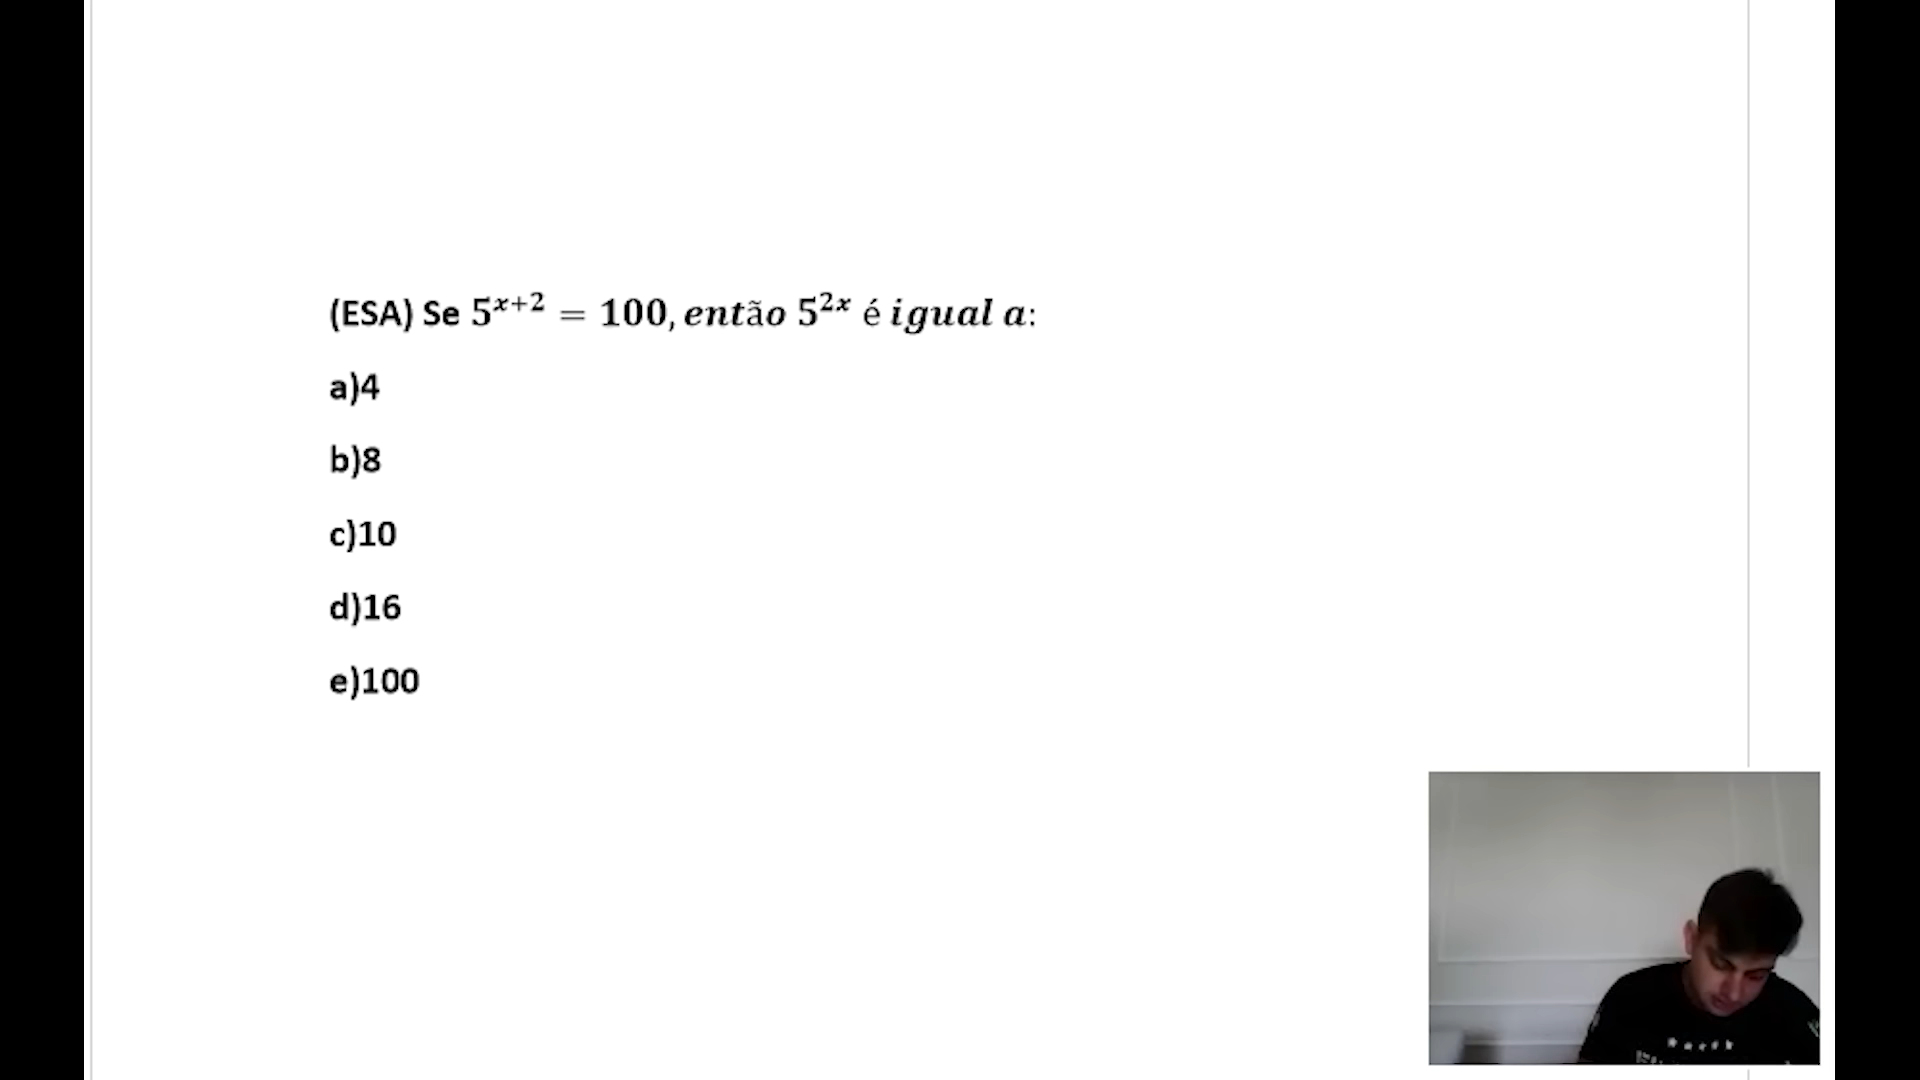 (ESA) Se 5^{x+2} = 100, então 5^{2x} é igual a:
a)4
b)8
c)10
d)16
e)100